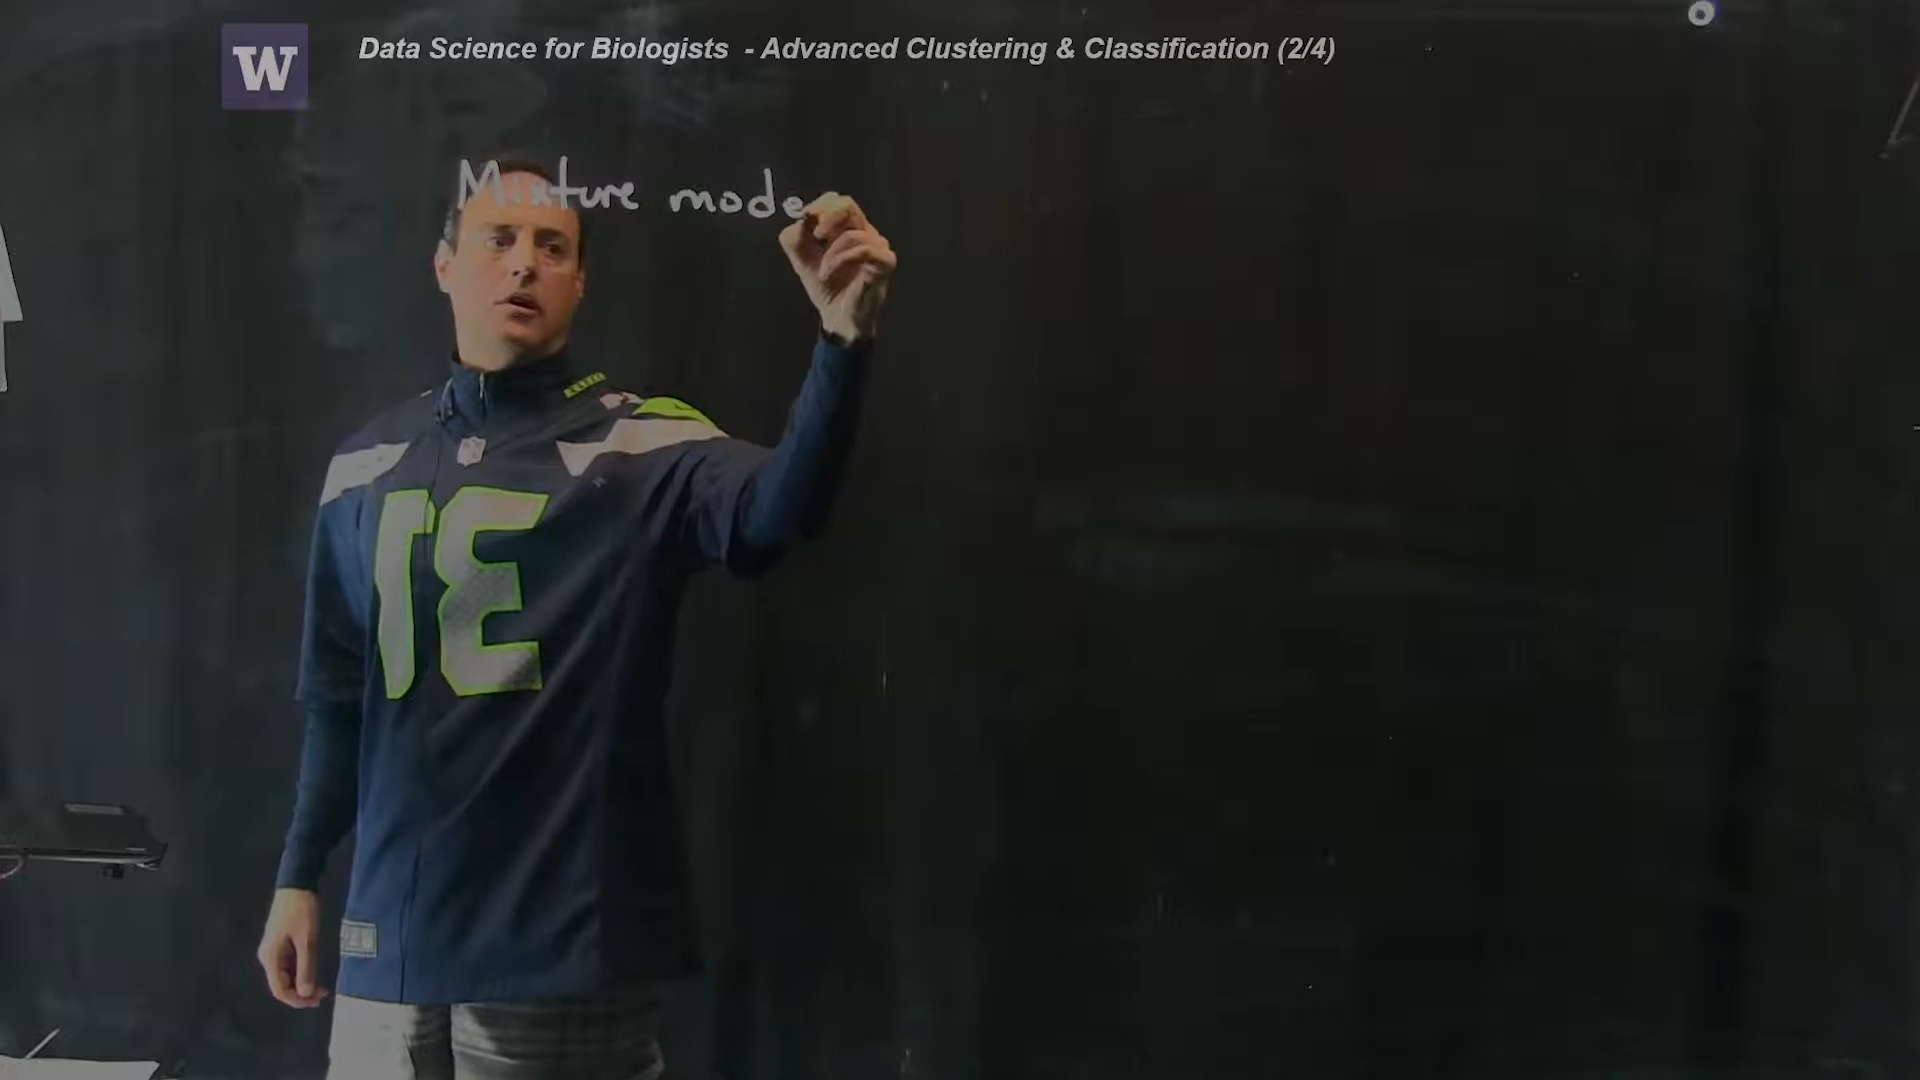 W
Data Science for Biologists - Advanced Clustering & Classification (2/4)
Mixture mode
31